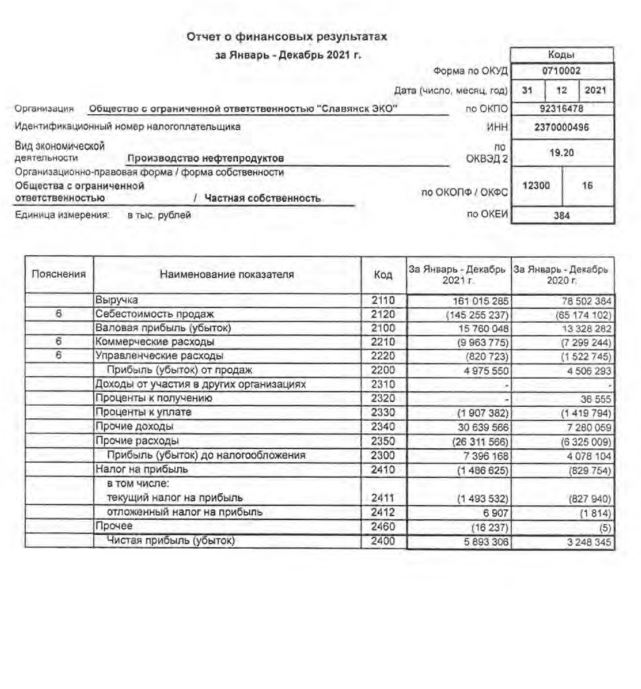 Отчет о финансовых результатах
за Январь - Декабрь 2021 г.
Коды
Форма по ОКУД 0710002
Дата (число, месяц, год) 31 12 2021
Организация Общество с ограниченной ответственностью "Славянск ЭКО" по ОКПО 92316478
Идентификационный номер налогоплательщика ИНН 2370000496
Вид экономической деятельности Производство нефтепродуктов по ОКВЭД 2 19.20
Организационно-правовая форма / форма собственности
Общества с ограниченной ответственностью / Частная собственность по ОКОПФ / ОКФС 12300 16
Единица измерения: в тыс. рублей по ОКЕИ 384
Пояснения Наименование показателя Код За Январь - Декабрь 2021 г. За Январь - Декабрь 2020 г.
Выручка 2110 161 015 285 78 502 384
6 Себестоимость продаж 2120 (145 255 237) (65 174 102)
Валовая прибыль (убыток) 2100 15 760 048 13 328 282
6 Коммерческие расходы 2210 (9 963 775) (7 299 244)
6 Управленческие расходы 2220 (820 723) (1 522 745)
Прибыль (убыток) от продаж 2200 4 975 550 4 506 293
Доходы от участия в других организациях 2310 - -
Проценты к получению 2320 - 36 555
Проценты к уплате 2330 (1 907 382) (1 419 794)
Прочие доходы 2340 30 639 566 7 280 059
Прочие расходы 2350 (26 311 566) (6 325 009)
Прибыль (убыток) до налогообложения 2300 7 396 168 4 078 104
Налог на прибыль 2410 (1 486 625) (829 754)
в том числе:
текущий налог на прибыль 2411 (1 493 532) (827 940)
отложенный налог на прибыль 2412 6 907 (1 814)
Прочее 2460 (16 237) (5)
Чистая прибыль (убыток) 2400 5 893 306 3 248 345